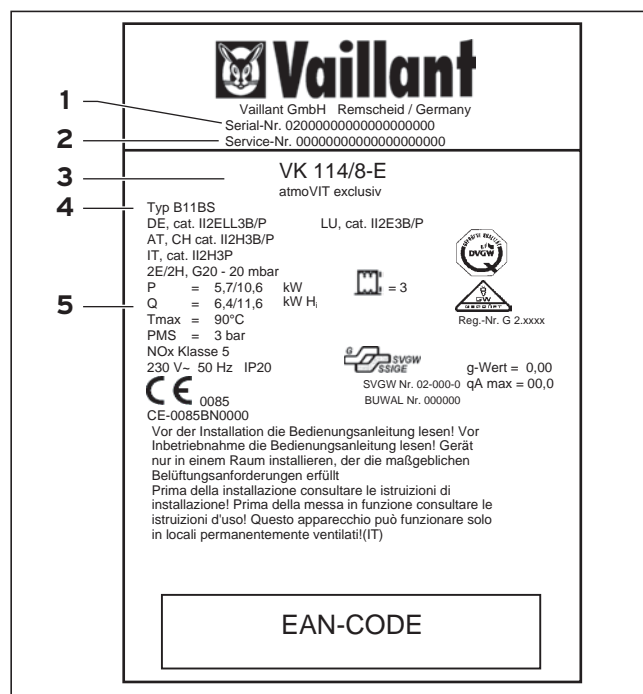 Vaillant
Vaillant GmbH Remscheid / Germany
1 Serial-Nr. 02000000000000000000
2 Service-Nr. 00000000000000000000
3 VK 114/8-E
atmoVIT exclusiv
4 Typ B11BS
DE, cat. II2ELL3B/P LU, cat. II2E3B/P
AT, CH cat. II2H3B/P
IT, cat. II2H3P
2E/2H, G20 - 20 mbar
P = 5,7/10,6 kW = 3
5 Q = 6,4/11,6 kW Hi
Tmax = 90°C
PMS = 3 bar
NOx Klasse 5
230 V~ 50 Hz IP20
DVGW
GW
Reg.-Nr. G 2.xxxx
G SVGW
SSIGE
g-Wert = 0,00
SVGW Nr. 02-000-0 qA max = 00,0
BUWAL Nr. 000000
CE 0085
CE-0085BN0000
Vor der Installation die Bedienungsanleitung lesen! Vor
Inbetriebnahme die Bedienungsanleitung lesen! Gerät
nur in einem Raum installieren, der die maßgeblichen
Belüftungsanforderungen erfüllt
Prima della installazione consultare le istruzioni di
installazione! Prima della messa in funzione consultare le
istruzioni d'uso! Questo apparecchio può funzionare solo
in locali permanentemente ventilati!(IT)
EAN-CODE